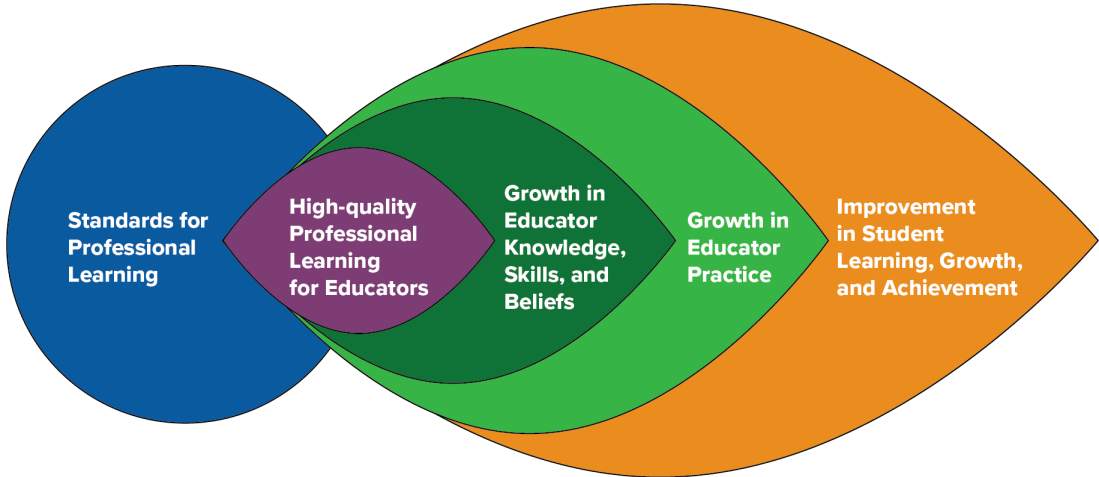 Standards for
Professional
Learning
High-quality
Professional
Learning
for Educators
Growth in
Educator
Knowledge,
Skills, and
Beliefs
Growth in
Educator
Practice
Improvement
in Student
Learning, Growth,
and Achievement